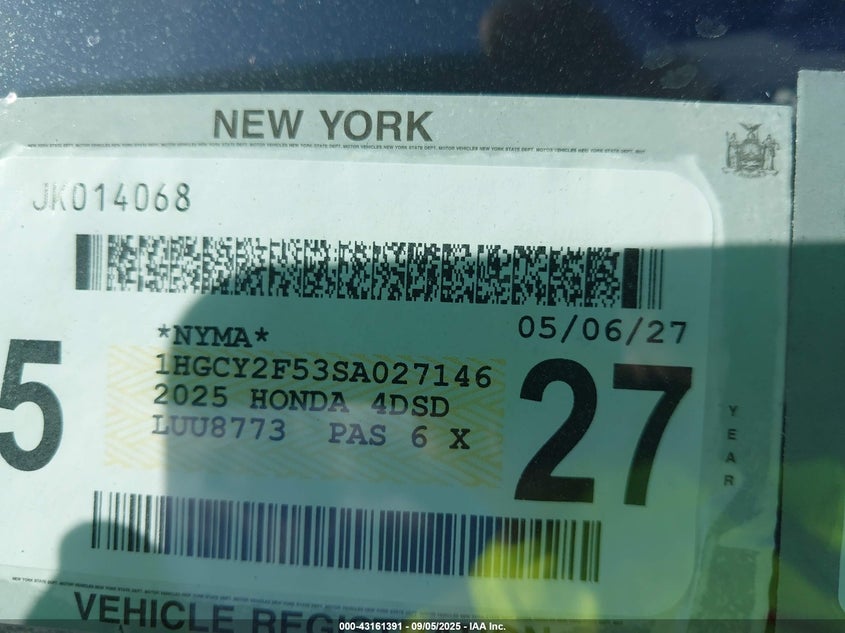 NEW YORK
JK014068
*NYMA*
05/06/27
1HGCY2F53SA027146
2025 HONDA 4DSD
LUU8773 PAS 6 X
5
27
YEAR
VEHICLE REG
000-43161391 - 09/05/2025 - IAA Inc.